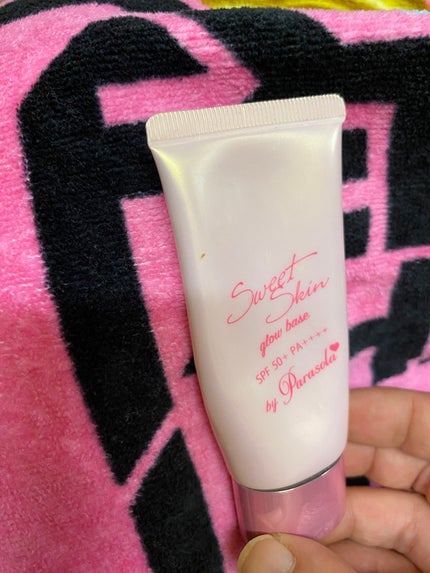 Sweet
Skin
glow base
SPF 50+ PA++++
by Parasola